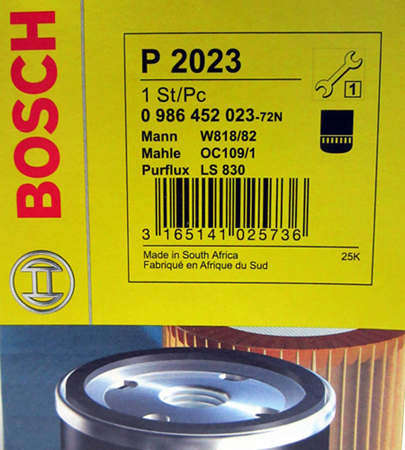 BOSCH
P 2023
1
1 St/Pc
0 986 452 023-72N
Mann W818/82
Mahle OC109/1
Purflux LS 830
3 165141 025736
Made in South Africa
Fabriqué en Afrique du Sud
25K